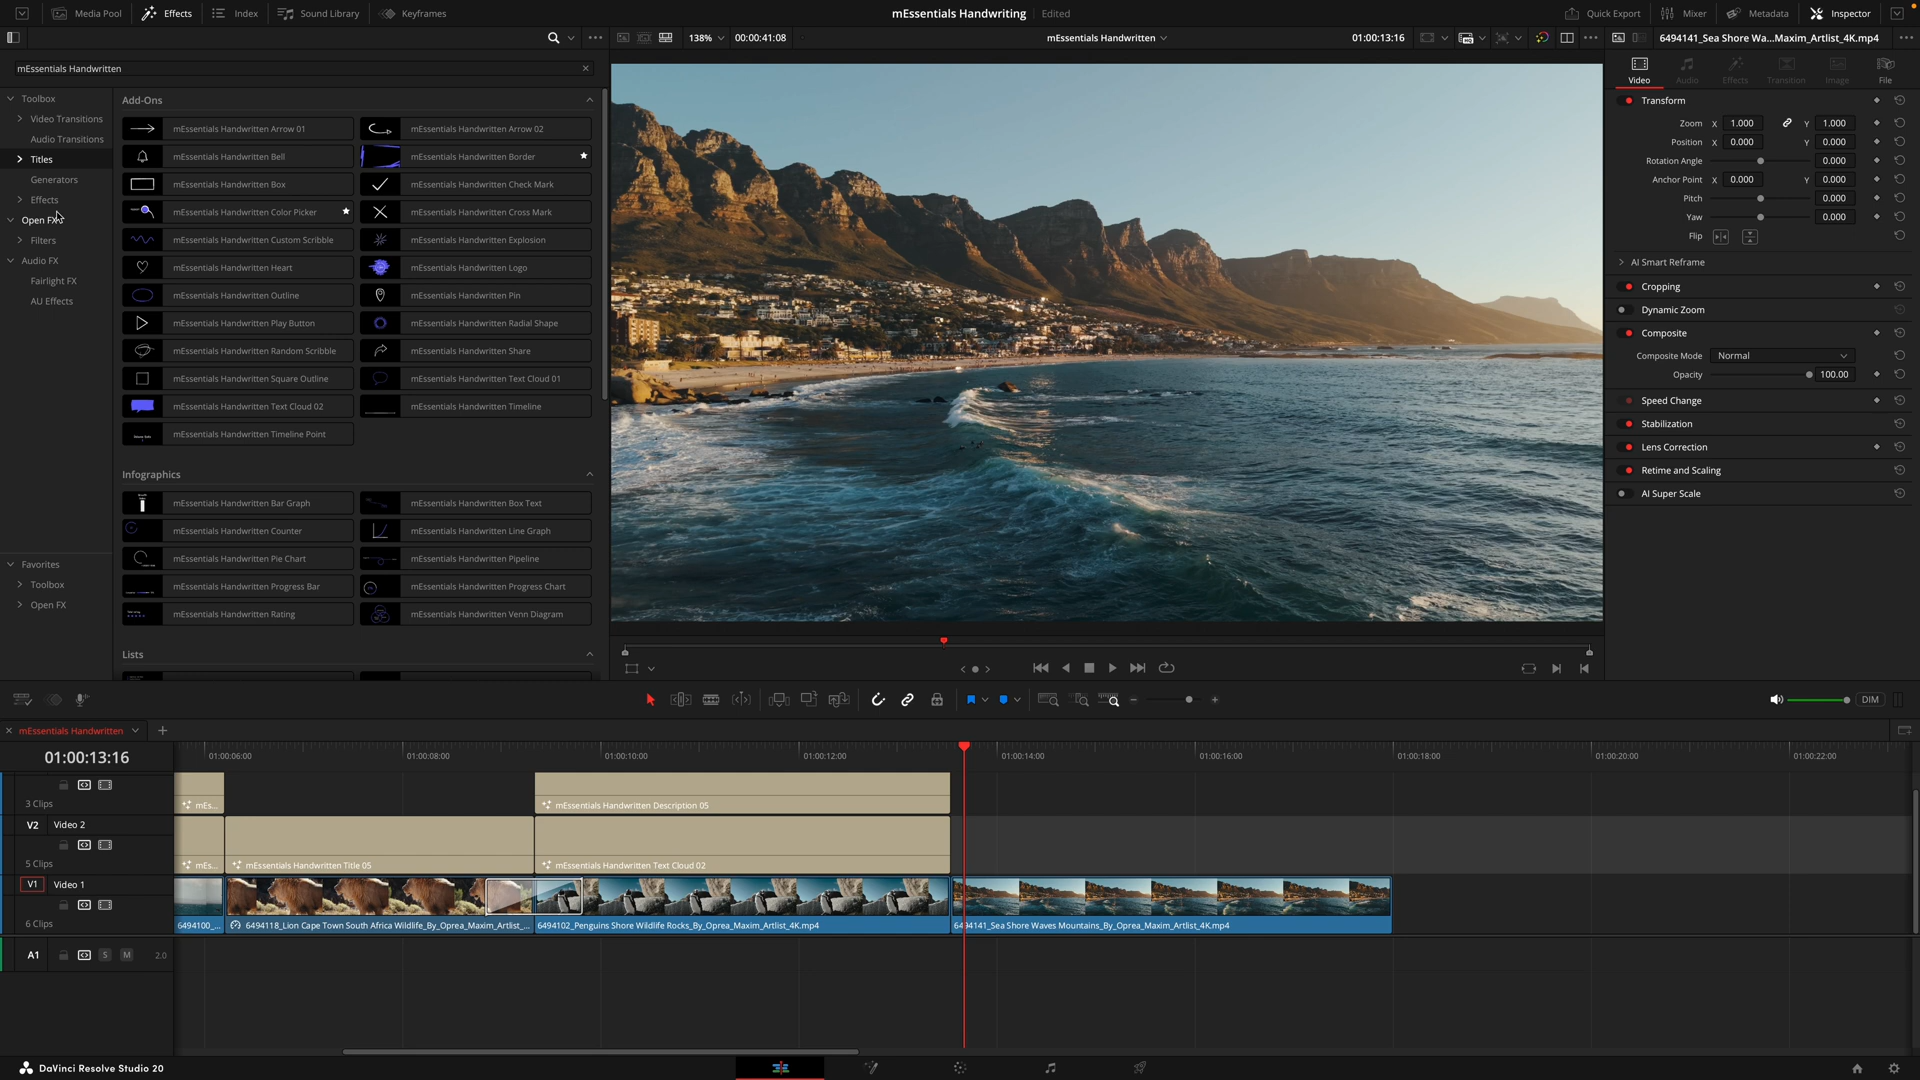 Media Pool Effects Index Sound Library Keyframes mEssentials Handwriting Edited Quick Export Mixer Metadata Inspector
138% 00:00:41:08 mEssentials Handwritten 01:00:13:16 6494141_Sea Shore Wa...Maxim_Artlist_4K.mp4
mEssentials Handwritten
Video Audio Effects Transition Image File
Toolbox
Video Transitions
Audio Transitions
Titles
Generators
Effects
Open FX
Filters
Audio FX
Fairlight FX
AU Effects
Favorites
Toolbox
Open FX
Add-Ons
mEssentials Handwritten Arrow 01 mEssentials Handwritten Arrow 02
mEssentials Handwritten Bell mEssentials Handwritten Border
mEssentials Handwritten Box mEssentials Handwritten Check Mark
mEssentials Handwritten Color Picker mEssentials Handwritten Cross Mark
mEssentials Handwritten Custom Scribble mEssentials Handwritten Explosion
mEssentials Handwritten Heart mEssentials Handwritten Logo
mEssentials Handwritten Outline mEssentials Handwritten Pin
mEssentials Handwritten Play Button mEssentials Handwritten Radial Shape
mEssentials Handwritten Random Scribble mEssentials Handwritten Share
mEssentials Handwritten Square Outline mEssentials Handwritten Text Cloud 01
mEssentials Handwritten Text Cloud 02 mEssentials Handwritten Timeline
mEssentials Handwritten Timeline Point
Infographics
mEssentials Handwritten Bar Graph mEssentials Handwritten Box Text
mEssentials Handwritten Counter mEssentials Handwritten Line Graph
mEssentials Handwritten Pie Chart mEssentials Handwritten Pipeline
mEssentials Handwritten Progress Bar mEssentials Handwritten Progress Chart
mEssentials Handwritten Rating mEssentials Handwritten Venn Diagram
Lists
Transform
Zoom X 1.000 Y 1.000
Position X 0.000 Y 0.000
Rotation Angle 0.000
Anchor Point X 0.000 Y 0.000
Pitch 0.000
Yaw 0.000
Flip
AI Smart Reframe
Cropping
Dynamic Zoom
Composite
Composite Mode Normal
Opacity 100.00
Speed Change
Stabilization
Lens Correction
Retime and Scaling
AI Super Scale
DIM
mEssentials Handwritten
01:00:13:16 01:00:06:00 01:00:08:00 01:00:10:00 01:00:12:00 01:00:14:00 01:00:16:00 01:00:18:00 01:00:20:00 01:00:22:00
3 Clips mEs... mEssentials Handwritten Description 05
V2 Video 2
5 Clips mEs... mEssentials Handwritten Title 05 mEssentials Handwritten Text Cloud 02
V1 Video 1
6 Clips 6494100_... 6494118_Lion Cape Town South Africa Wildlife_By_Oprea_Maxim_Artlist_... 6494102_Penguins Shore Wildlife Rocks_By_Oprea_Maxim_Artlist_4K.mp4 6494141_Sea Shore Waves Mountains_By_Oprea_Maxim_Artlist_4K.mp4
A1 S M 2.0
DaVinci Resolve Studio 20